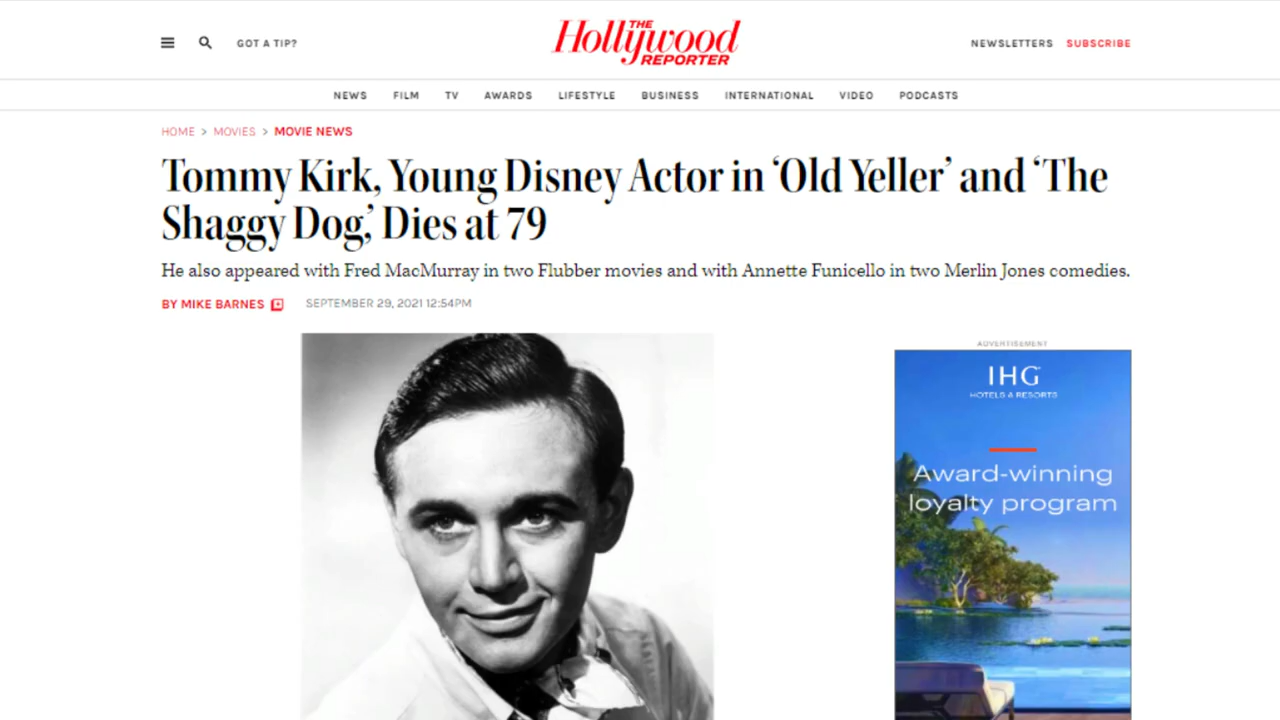 GOT A TIP?
THE
Hollywood
REPORTER
NEWSLETTERS SUBSCRIBE
NEWS FILM TV AWARDS LIFESTYLE BUSINESS INTERNATIONAL VIDEO PODCASTS
HOME > MOVIES > MOVIE NEWS
Tommy Kirk, Young Disney Actor in ‘Old Yeller’ and ‘The
Shaggy Dog,’ Dies at 79
He also appeared with Fred MacMurray in two Flubber movies and with Annette Funicello in two Merlin Jones comedies.
BY MIKE BARNES SEPTEMBER 29, 2021 12:54PM
ADVERTISEMENT
IHG
HOTELS & RESORTS
Award-winning
loyalty program